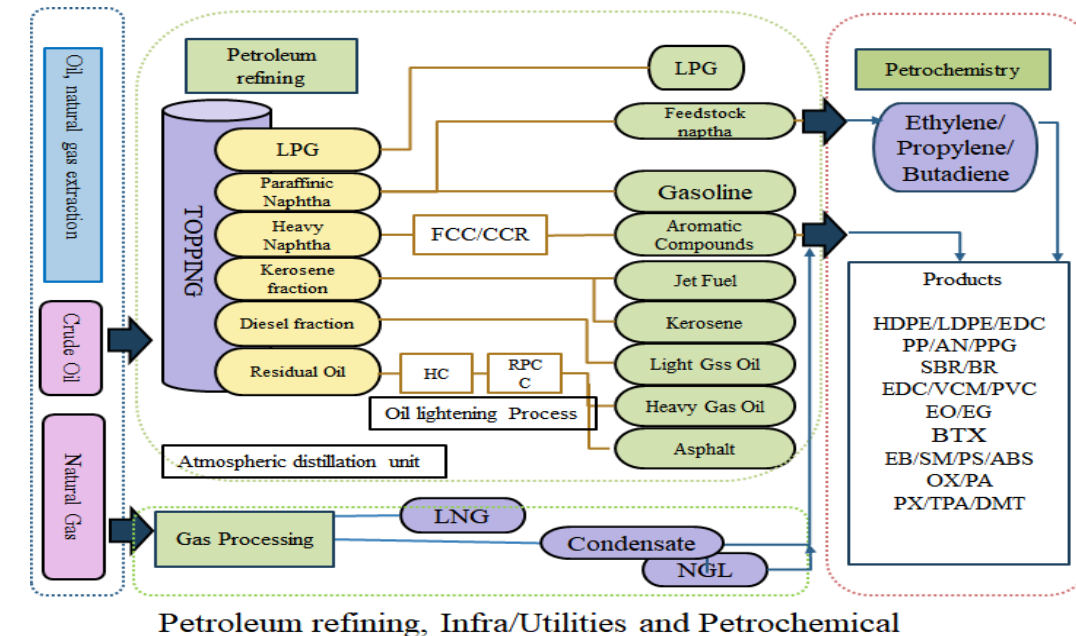 Oil, natural gas extraction
Crude Oil
Natural Gas
Petroleum
refining
TOPPING
LPG
Paraffinic
Naphtha
Heavy
Naphtha
Kerosene
fraction
Diesel fraction
Residual Oil
FCC/CCR
HC
RPC
C
Oil lightening Process
Atmospheric distillation unit
LPG
Feedstock
naptha
Gasoline
Aromatic
Compounds
Jet Fuel
Kerosene
Light Gss Oil
Heavy Gas Oil
Asphalt
Gas Processing
LNG
Condensate
NGL
Petrochemistry
Ethylene/
Propylene/
Butadiene
Products
HDPE/LDPE/EDC
PP/AN/PPG
SBR/BR
EDC/VCM/PVC
EO/EG
BTX
EB/SM/PS/ABS
OX/PA
PX/TPA/DMT
Petroleum refining, Infra/Utilities and Petrochemical